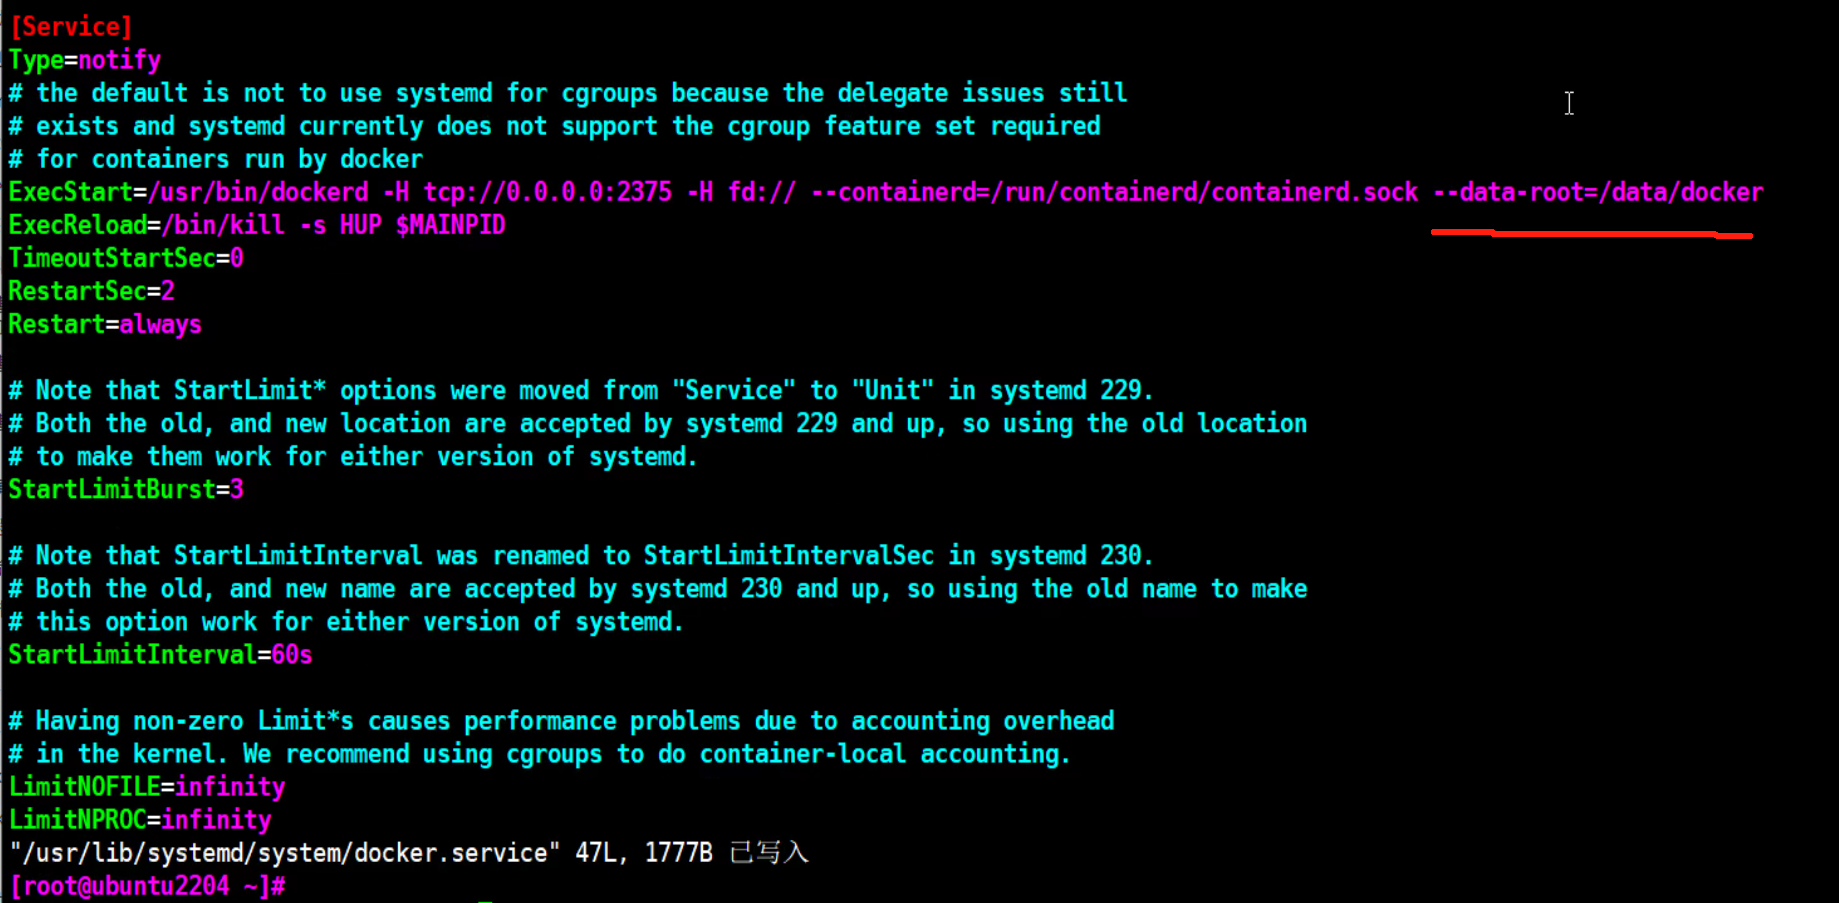 [Service]
Type=notify
# the default is not to use systemd for cgroups because the delegate issues still
# exists and systemd currently does not support the cgroup feature set required
# for containers run by docker
ExecStart=/usr/bin/dockerd -H tcp://0.0.0.0:2375 -H fd:// --containerd=/run/containerd/containerd.sock --data-root=/data/docker
ExecReload=/bin/kill -s HUP $MAINPID
TimeoutStartSec=0
RestartSec=2
Restart=always
# Note that StartLimit* options were moved from "Service" to "Unit" in systemd 229.
# Both the old, and new location are accepted by systemd 229 and up, so using the old location
# to make them work for either version of systemd.
StartLimitBurst=3
# Note that StartLimitInterval was renamed to StartLimitIntervalSec in systemd 230.
# Both the old, and new name are accepted by systemd 230 and up, so using the old name to make
# this option work for either version of systemd.
StartLimitInterval=60s
# Having non-zero Limit*s causes performance problems due to accounting overhead
# in the kernel. We recommend using cgroups to do container-local accounting.
LimitNOFILE=infinity
LimitNPROC=infinity
"/usr/lib/systemd/system/docker.service" 47L, 1777B 已写入
[root@ubuntu2204 ~]#